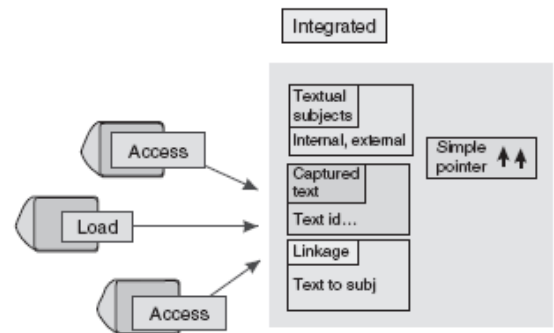 Integrated
Textual
subjects
Internal, external
Simple
pointer
Access
Captured
text
Text id...
Load
Linkage
Text to subj
Access